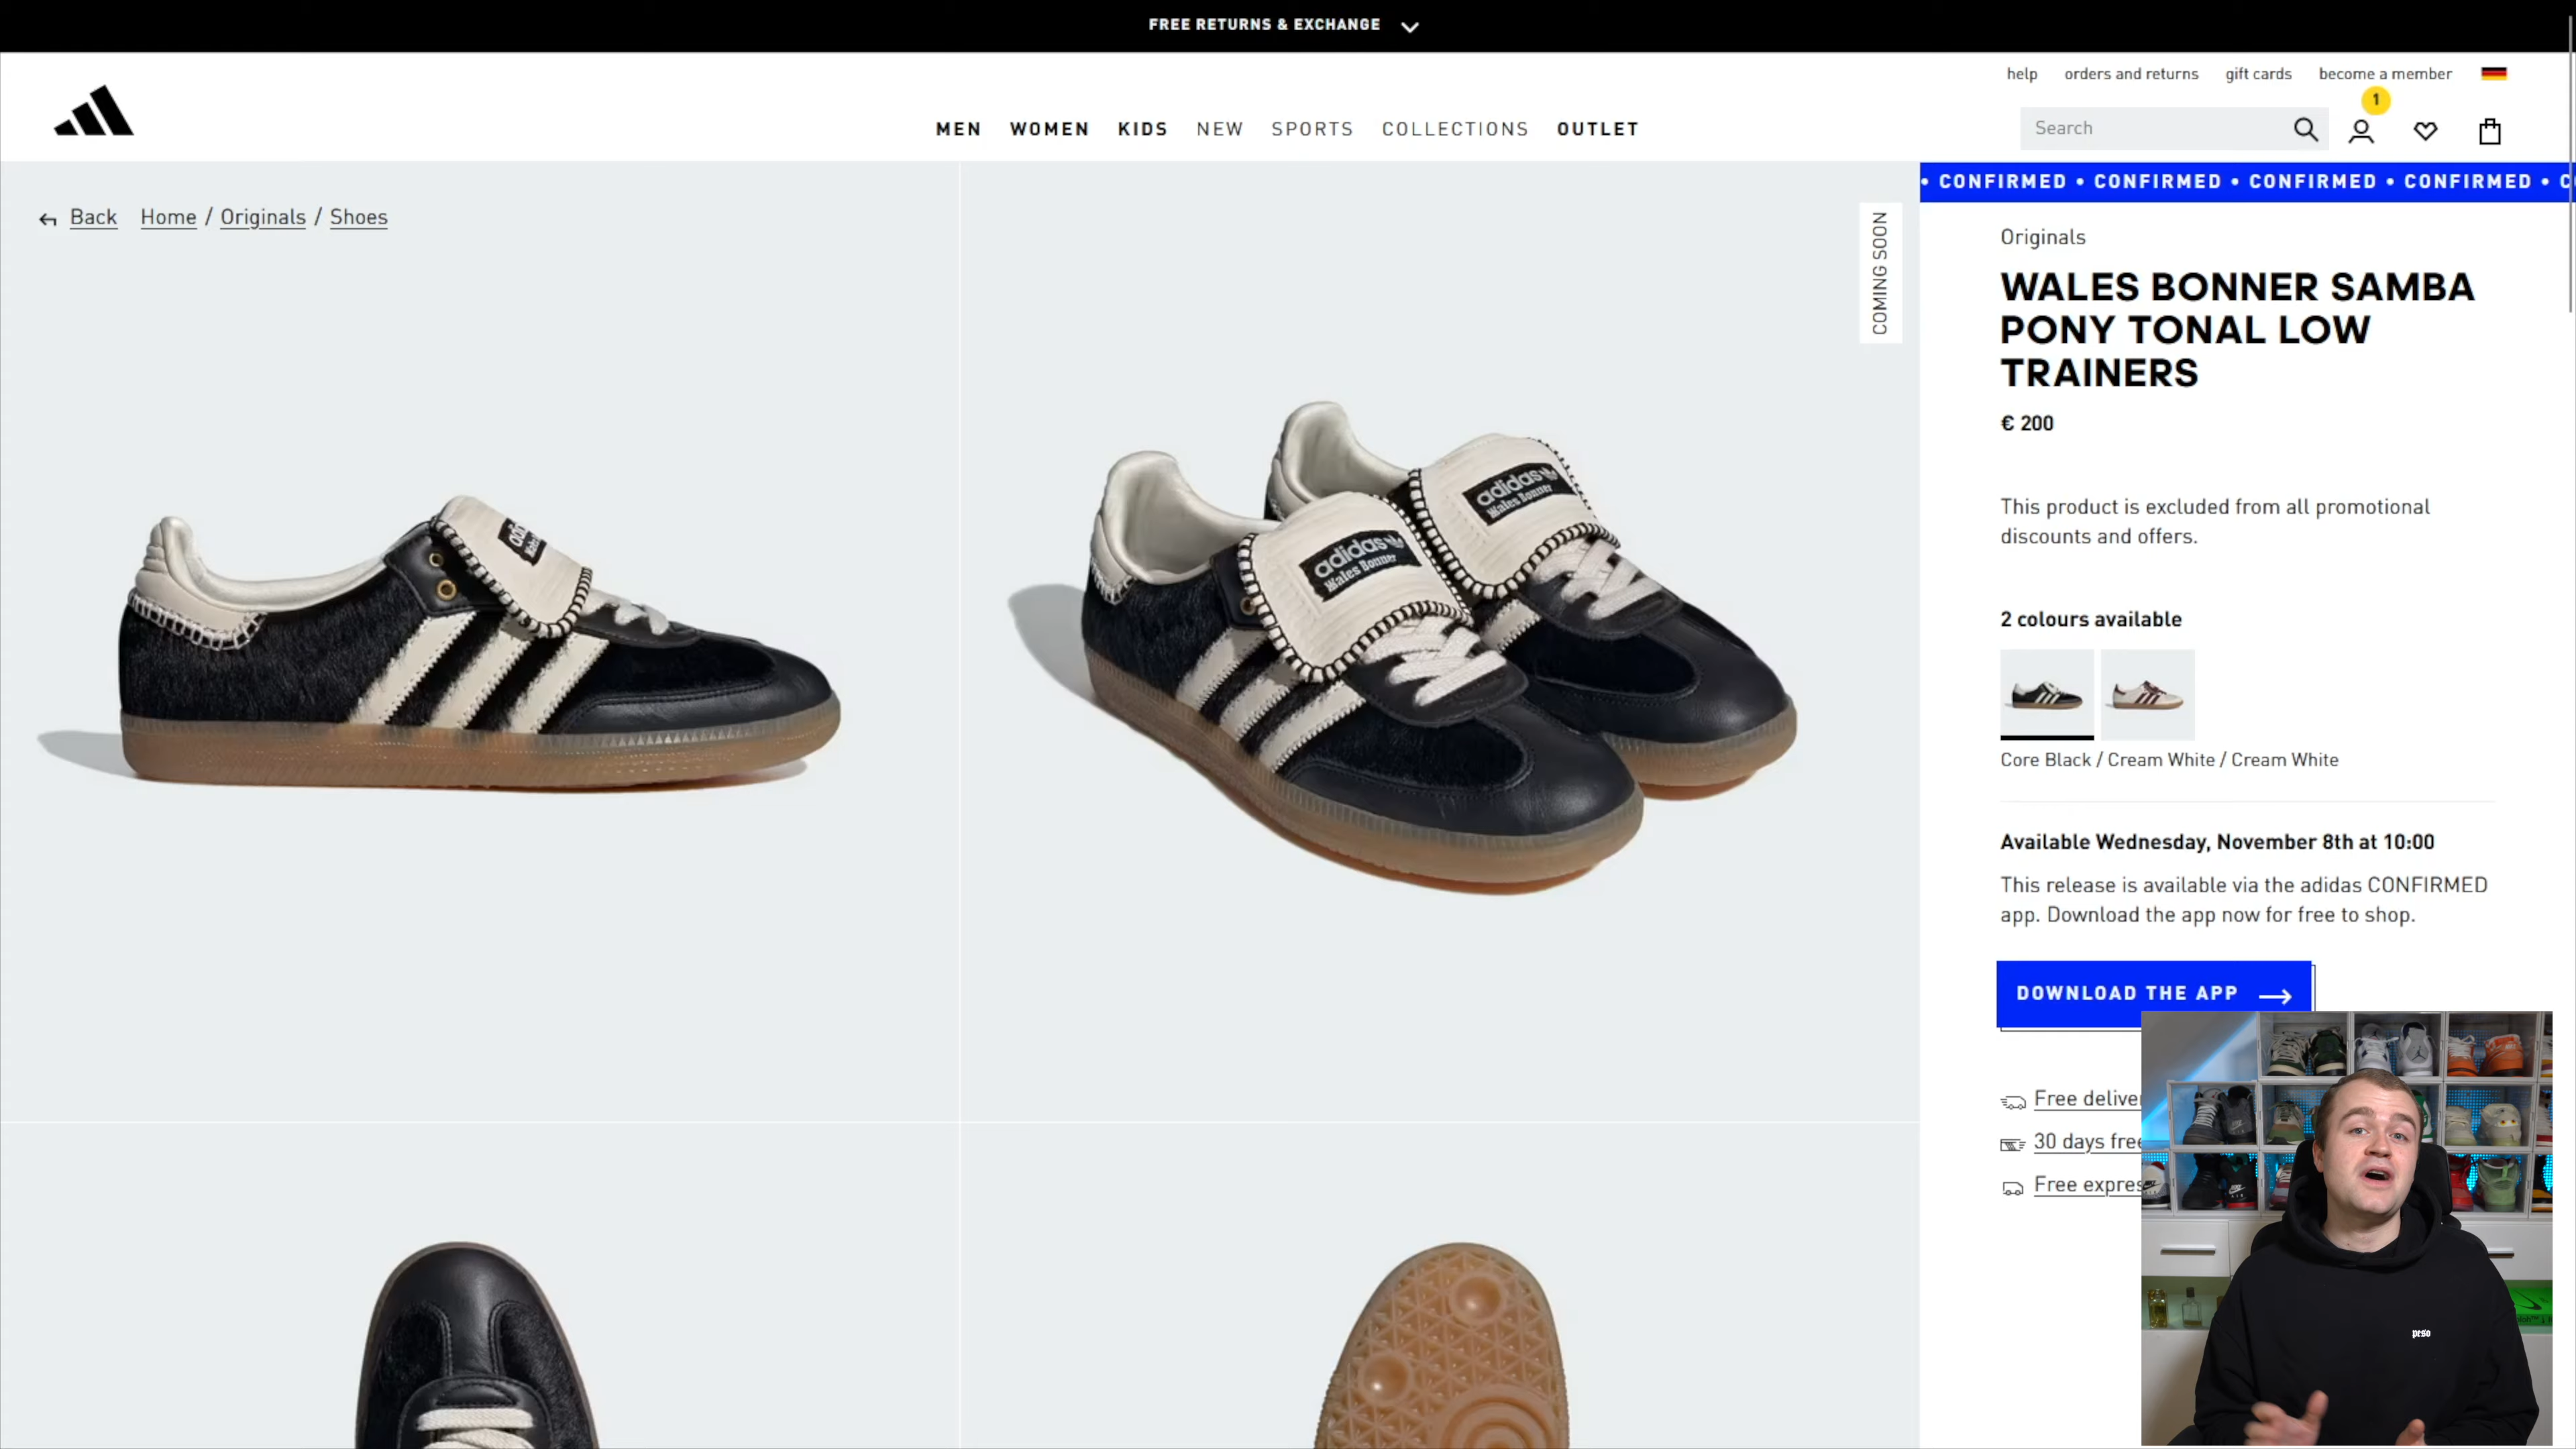 FREE RETURNS & EXCHANGE
help orders and returns gift cards become a member
1
MEN WOMEN KIDS NEW SPORTS COLLECTIONS OUTLET
Search
• CONFIRMED • CONFIRMED • CONFIRMED • CONFIRMED • C
Back Home / Originals / Shoes
COMING SOON
Originals
WALES BONNER SAMBA
PONY TONAL LOW
TRAINERS
€ 200
This product is excluded from all promotional
discounts and offers.
adidas
Wales Bonner
adidas
Wales Bonner
2 colours available
Core Black / Cream White / Cream White
Available Wednesday, November 8th at 10:00
This release is available via the adidas CONFIRMED
app. Download the app now for free to shop.
DOWNLOAD THE APP
Free delive
30 days free
Free expres
prso